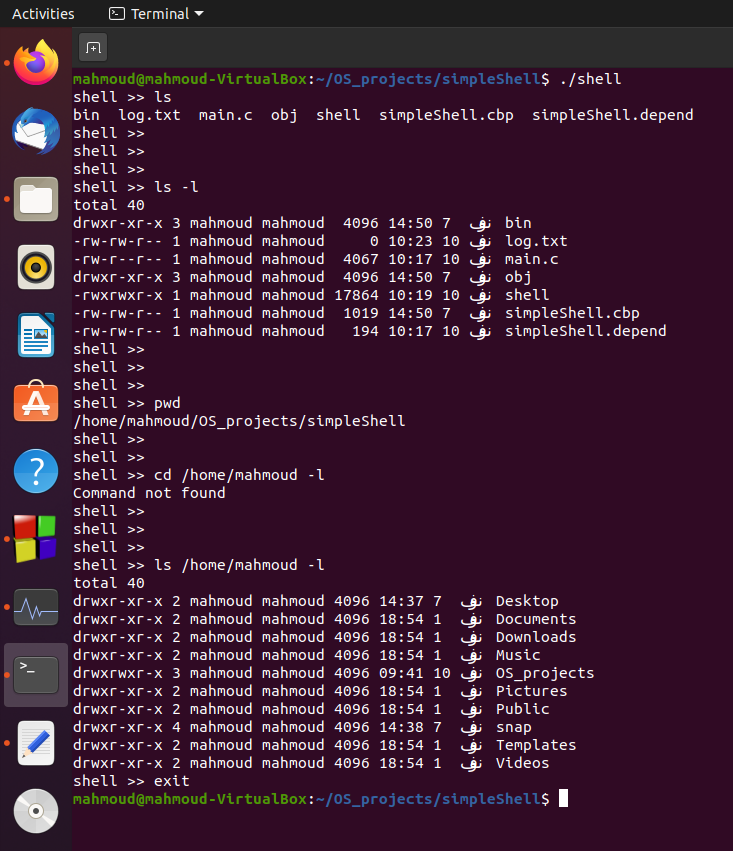 Activities Terminal
mahmoud@mahmoud-VirtualBox:~/OS_projects/simpleShell$ ./shell
shell >> ls
bin  log.txt  main.c  obj  shell  simpleShell.cbp  simpleShell.depend
shell >>
shell >>
shell >>
shell >> ls -l
total 40
drwxr-xr-x 3 mahmoud mahmoud  4096 14:50 7  نوف bin
-rw-rw-r-- 1 mahmoud mahmoud     0 10:23 10 نوف log.txt
-rw-r--r-- 1 mahmoud mahmoud  4067 10:17 10 نوف main.c
drwxr-xr-x 3 mahmoud mahmoud  4096 14:50 7  نوف obj
-rwxrwxr-x 1 mahmoud mahmoud 17864 10:19 10 نوف shell
-rw-rw-r-- 1 mahmoud mahmoud  1019 14:50 7  نوف simpleShell.cbp
-rw-rw-r-- 1 mahmoud mahmoud   194 10:17 10 نوف simpleShell.depend
shell >>
shell >>
shell >>
shell >> pwd
/home/mahmoud/OS_projects/simpleShell
shell >>
shell >>
shell >> cd /home/mahmoud -l
Command not found
shell >>
shell >>
shell >>
shell >> ls /home/mahmoud -l
total 40
drwxr-xr-x 2 mahmoud mahmoud 4096 14:37 7  نوف Desktop
drwxr-xr-x 2 mahmoud mahmoud 4096 18:54 1  نوف Documents
drwxr-xr-x 2 mahmoud mahmoud 4096 18:54 1  نوف Downloads
drwxr-xr-x 2 mahmoud mahmoud 4096 18:54 1  نوف Music
drwxrwxr-x 3 mahmoud mahmoud 4096 09:41 10 نوف OS_projects
drwxr-xr-x 2 mahmoud mahmoud 4096 18:54 1  نوف Pictures
drwxr-xr-x 2 mahmoud mahmoud 4096 18:54 1  نوف Public
drwxr-xr-x 4 mahmoud mahmoud 4096 14:38 7  نوف snap
drwxr-xr-x 2 mahmoud mahmoud 4096 18:54 1  نوف Templates
drwxr-xr-x 2 mahmoud mahmoud 4096 18:54 1  نوف Videos
shell >> exit
mahmoud@mahmoud-VirtualBox:~/OS_projects/simpleShell$